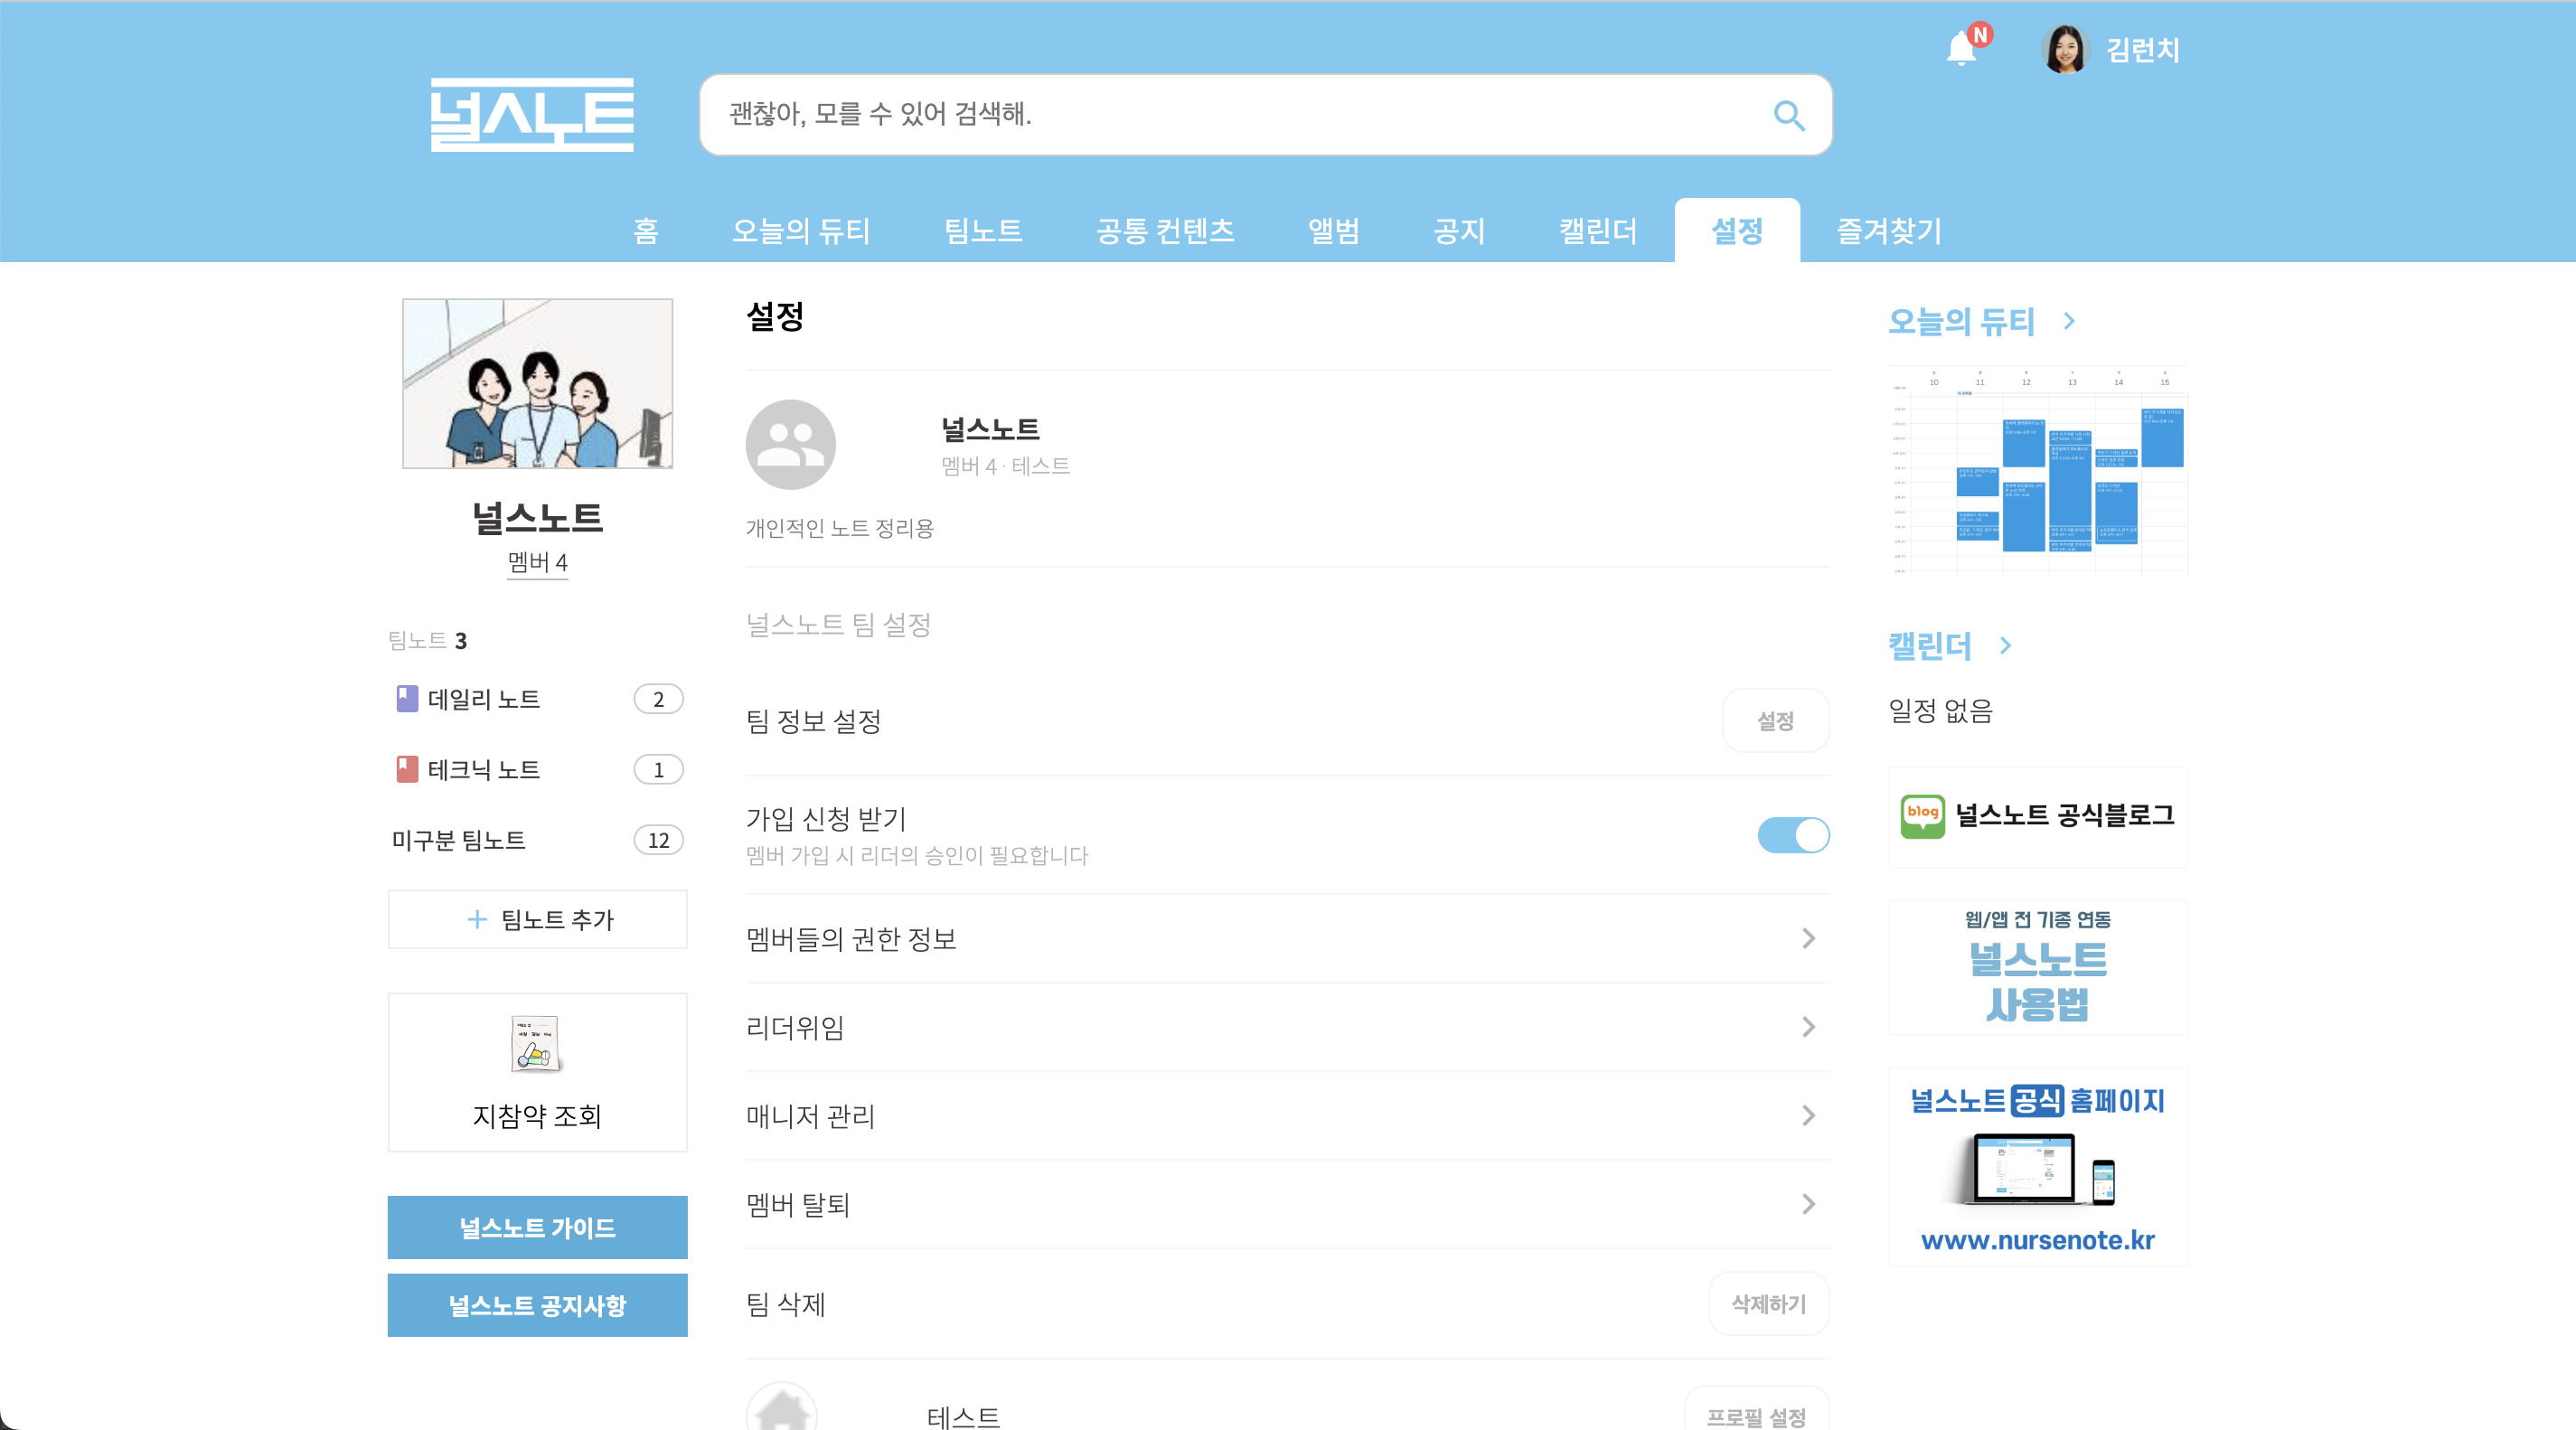 N
김런치
널스노트
괜찮아, 모를 수 있어 검색해.
홈
오늘의 듀티
팀노트
공통 컨텐츠
앨범
공지
캘린더
설정
즐겨찾기
널스노트
멤버 4
팀노트 3
데일리 노트 2
테크닉 노트 1
미구분 팀노트 12
+ 팀노트 추가
지참약 조회
널스노트 가이드
널스노트 공지사항
설정
널스노트
멤버 4 · 테스트
개인적인 노트 정리용
널스노트 팀 설정
팀 정보 설정
설정
가입 신청 받기
멤버 가입 시 리더의 승인이 필요합니다
멤버들의 권한 정보
리더위임
매니저 관리
멤버 탈퇴
팀 삭제
삭제하기
테스트
프로필 설정
오늘의 듀티
10 11 12 13 14 15
캘린더
일정 없음
blog 널스노트 공식블로그
웹/앱 전 기종 연동
널스노트
사용법
널스노트 공식 홈페이지
www.nursenote.kr